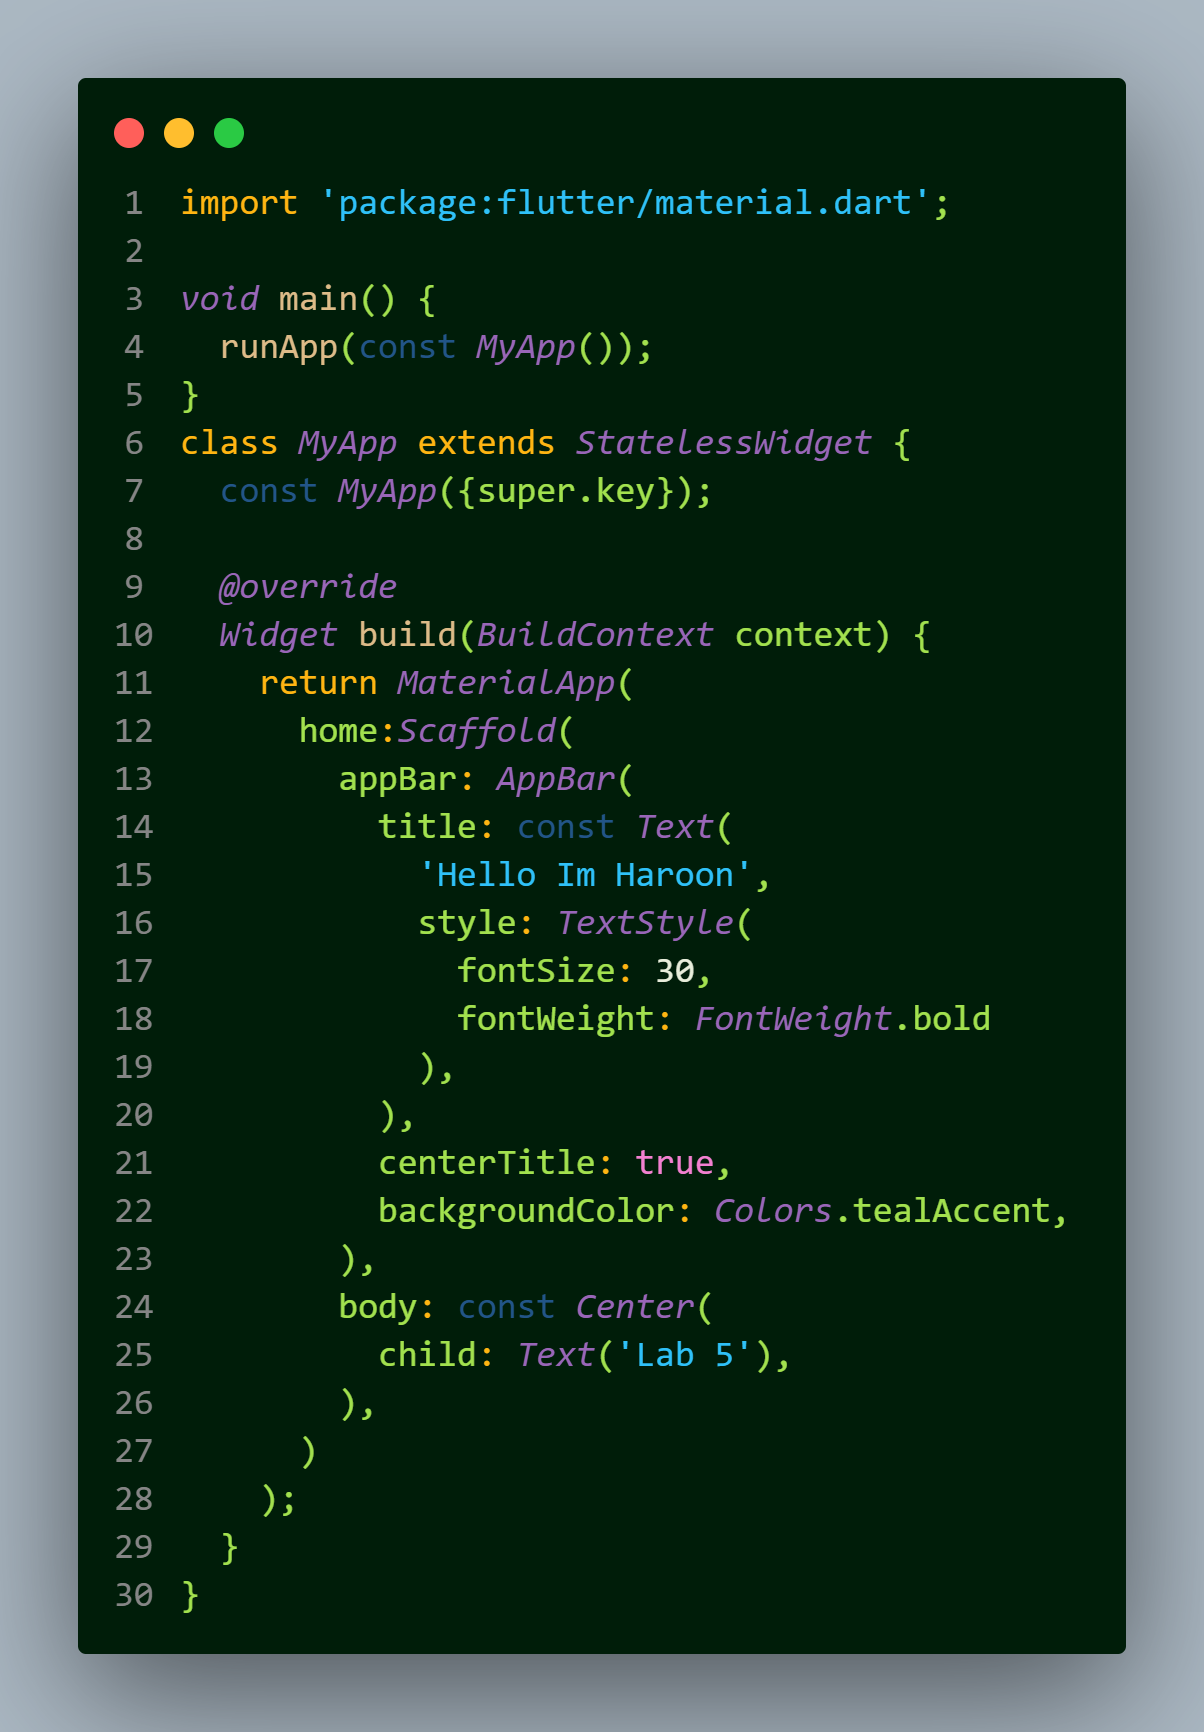 1 import 'package:flutter/material.dart';
2
3 void main() {
4   runApp(const MyApp());
5 }
6 class MyApp extends StatelessWidget {
7   const MyApp({super.key});
8
9   @override
10   Widget build(BuildContext context) {
11     return MaterialApp(
12       home:Scaffold(
13         appBar: AppBar(
14           title: const Text(
15             'Hello Im Haroon',
16             style: TextStyle(
17               fontSize: 30,
18               fontWeight: FontWeight.bold
19             ),
20           ),
21           centerTitle: true,
22           backgroundColor: Colors.tealAccent,
23         ),
24         body: const Center(
25           child: Text('Lab 5'),
26         ),
27       )
28     );
29   }
30 }